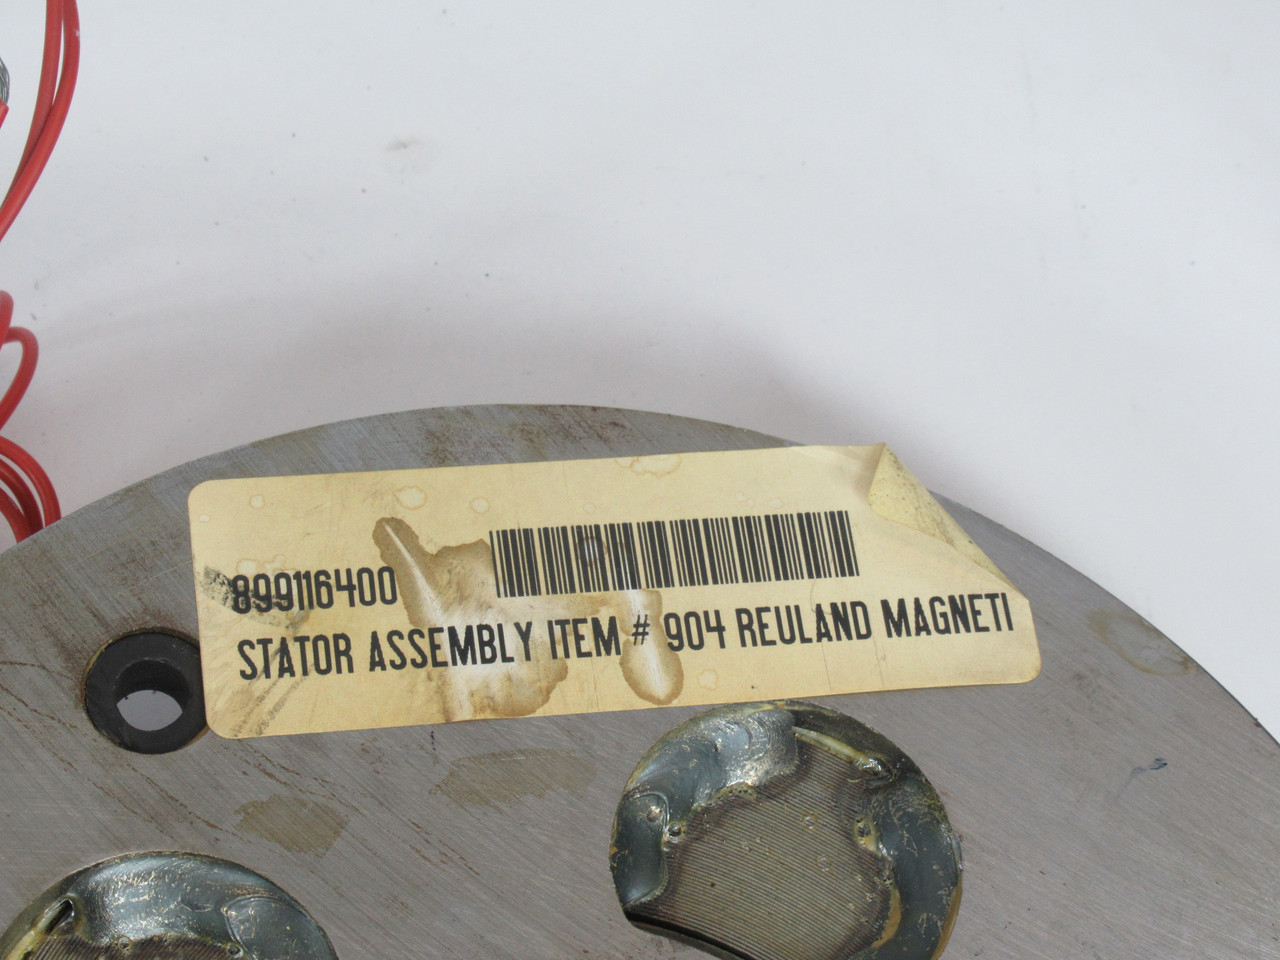 899116400
STATOR ASSEMBLY ITEM # 904 REULAND MAGNETI